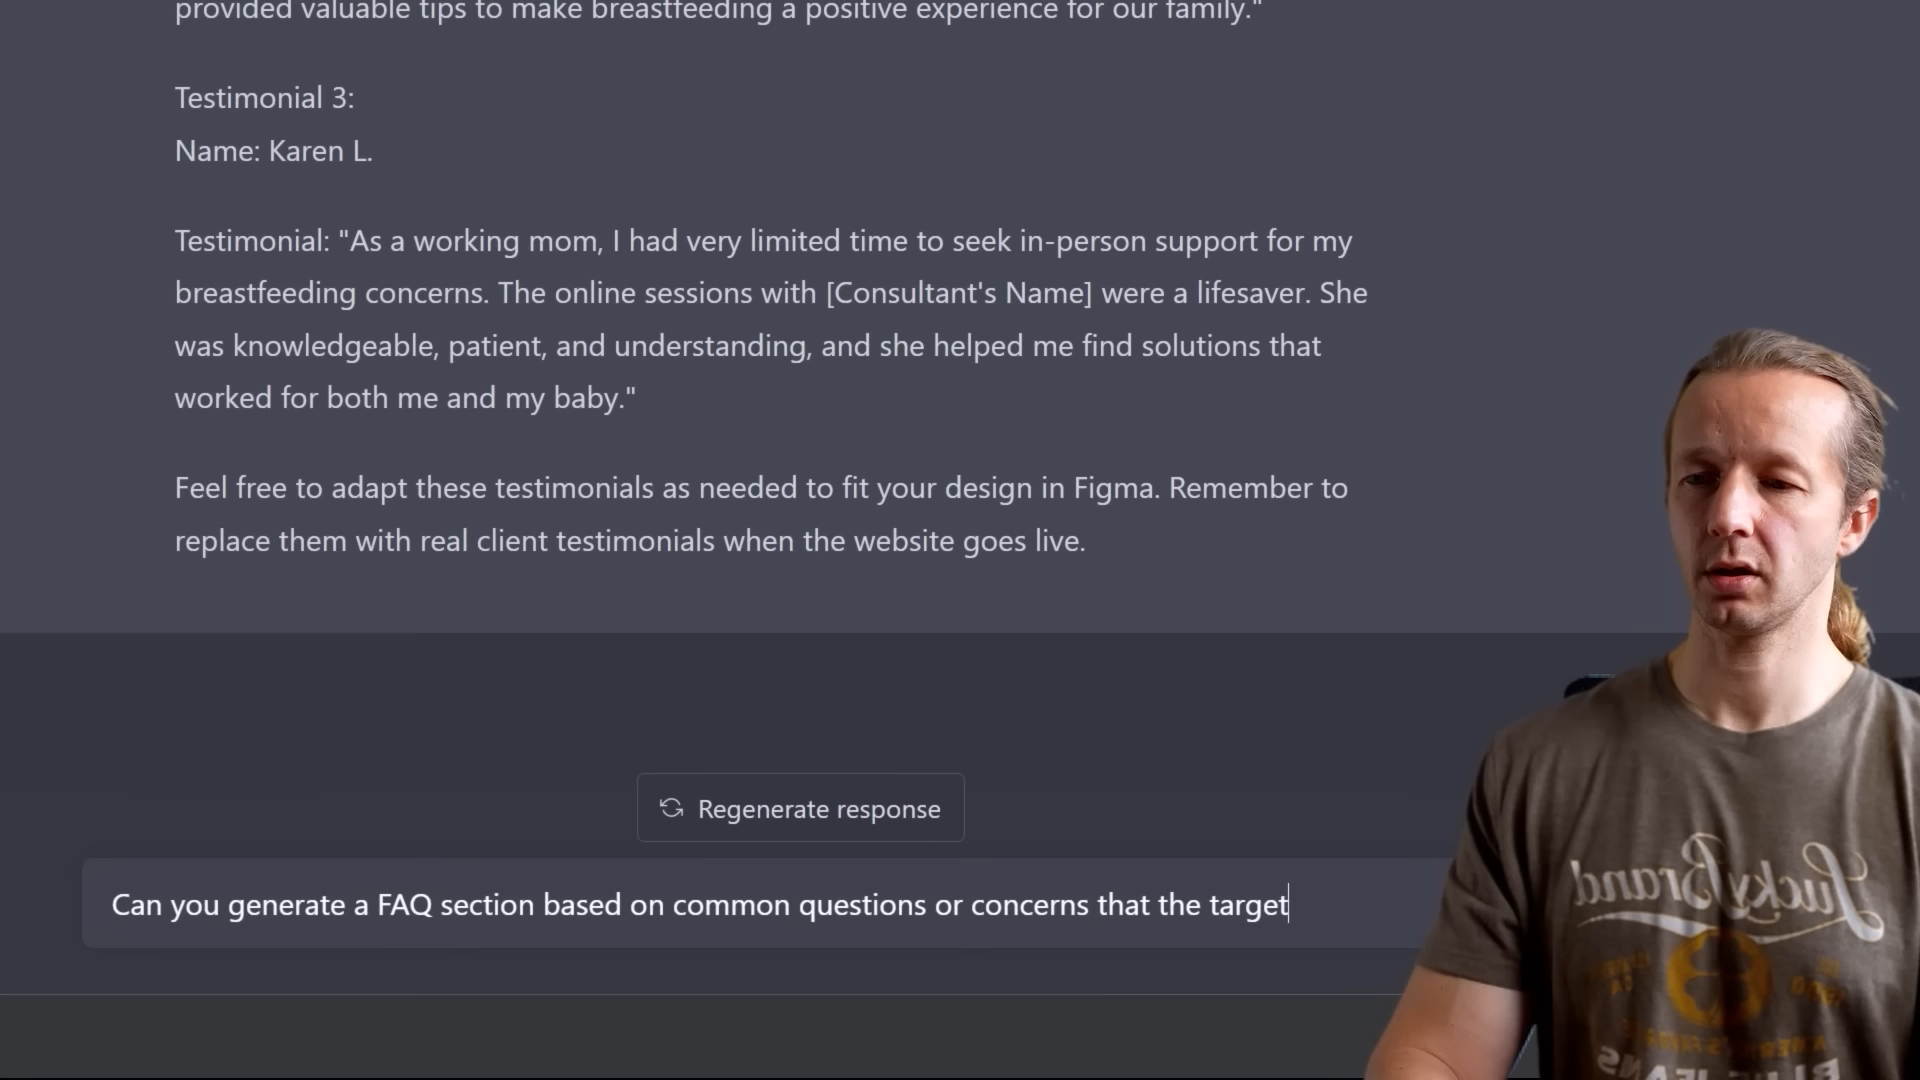 provided valuable tips to make breastfeeding a positive experience for our family."
Testimonial 3:
Name: Karen L.
Testimonial: "As a working mom, I had very limited time to seek in-person support for my
breastfeeding concerns. The online sessions with [Consultant's Name] were a lifesaver. She
was knowledgeable, patient, and understanding, and she helped me find solutions that
worked for both me and my baby."
Feel free to adapt these testimonials as needed to fit your design in Figma. Remember to
replace them with real client testimonials when the website goes live.
Regenerate response
Can you generate a FAQ section based on common questions or concerns that the target
Lucky Brand